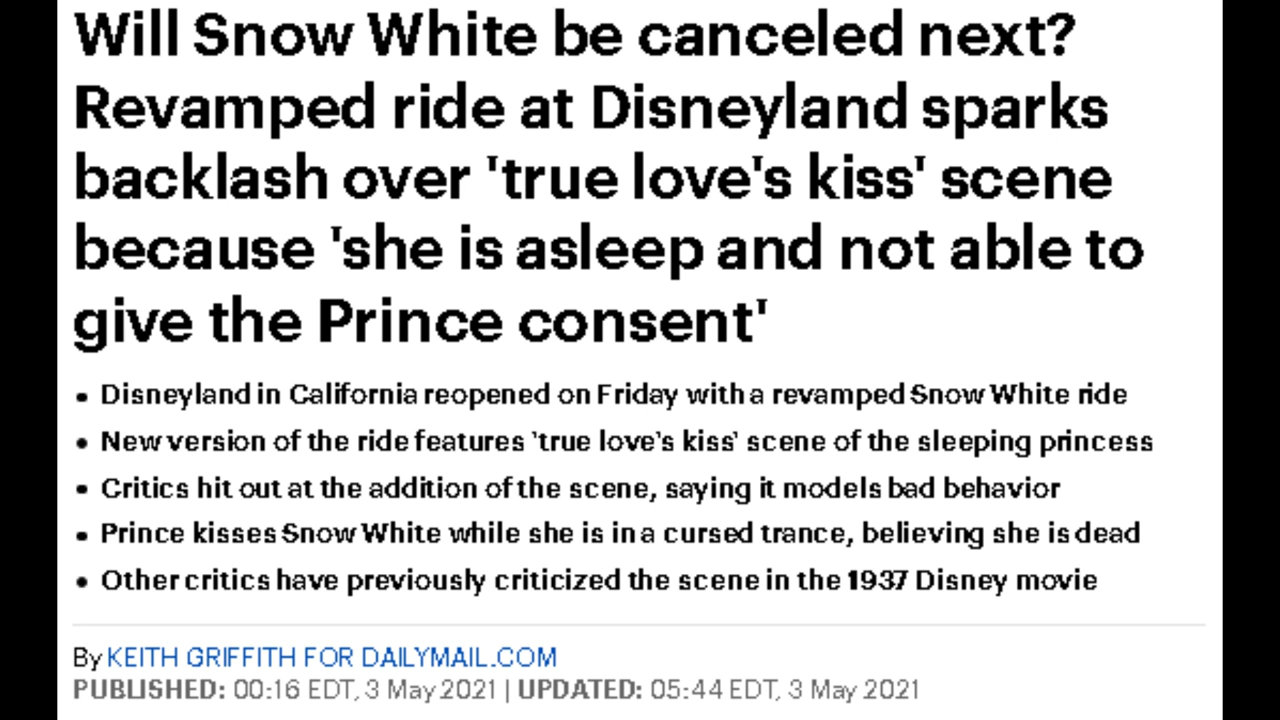 Will Snow White be canceled next?
Revamped ride at Disneyland sparks
backlash over 'true love's kiss' scene
because 'she is asleep and not able to
give the Prince consent'
• Disneyland in California reopened on Friday with a revamped Snow White ride
• New version of the ride features 'true love's kiss' scene of the sleeping princess
• Critics hit out at the addition of the scene, saying it models bad behavior
• Prince kisses Snow White while she is in a cursed trance, believing she is dead
• Other critics have previously criticized the scene in the 1937 Disney movie
By KEITH GRIFFITH FOR DAILYMAIL.COM
PUBLISHED: 00:16 EDT, 3 May 2021 | UPDATED: 05:44 EDT, 3 May 2021